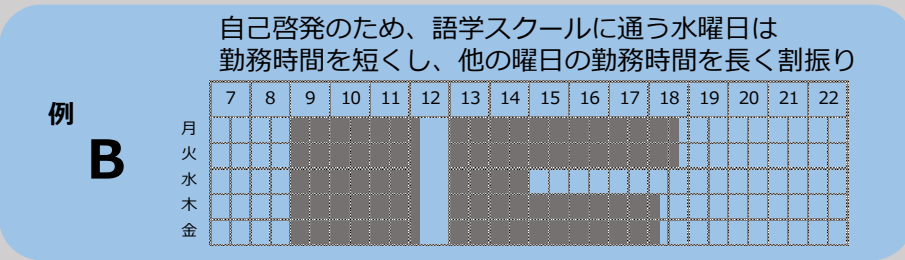 自己啓発のため、語学スクールに通う水曜日は
勤務時間を短くし、他の曜日の勤務時間を長く割振り
例
B
7 8 9 10 11 12 13 14 15 16 17 18 19 20 21 22
月
火
水
木
金